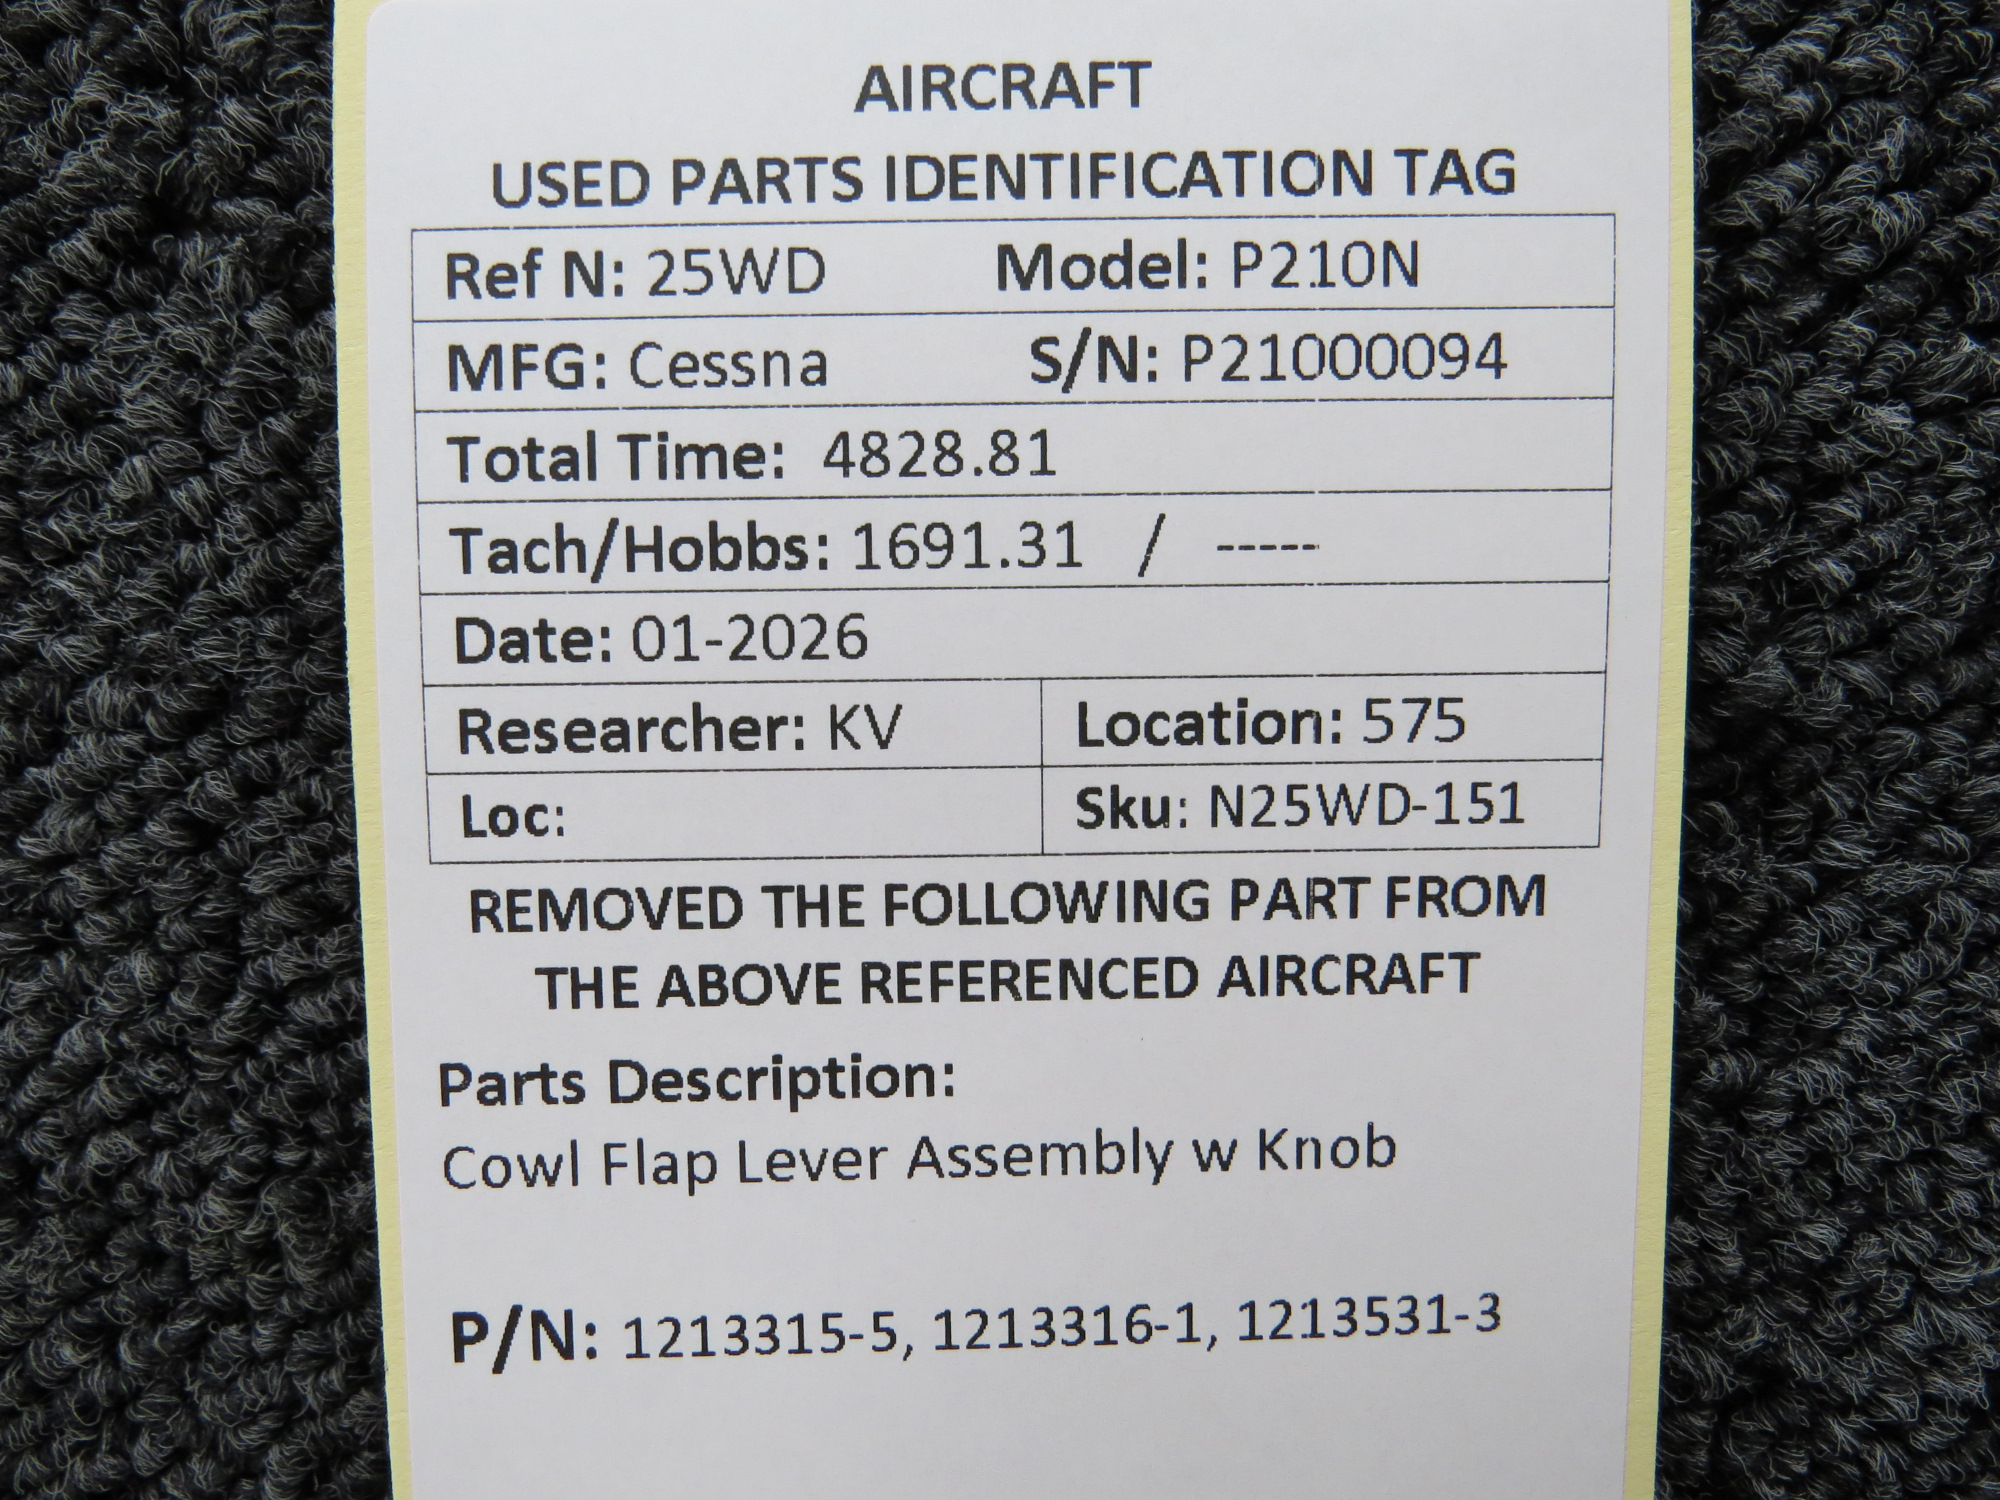 AIRCRAFT
USED PARTS IDENTIFICATION TAG
Ref N: 25WD Model: P210N
MFG: Cessna S/N: P21000094
Total Time: 4828.81
Tach/Hobbs: 1691.31 / -----
Date: 01-2026
Researcher: KV Location: 575
Loc: Sku: N25WD-151
REMOVED THE FOLLOWING PART FROM
THE ABOVE REFERENCED AIRCRAFT
Parts Description:
Cowl Flap Lever Assembly w Knob
P/N: 1213315-5, 1213316-1, 1213531-3